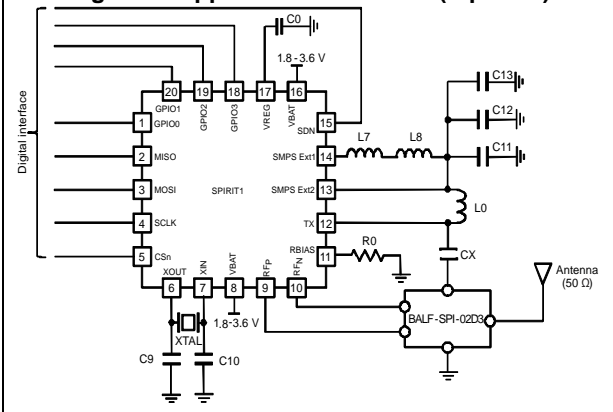 C0
1.8 - 3.6 V
C13
20
19
18
17
16
GPIO1
GPIO2
GPIO3
VREG
VBAT
C12
Digital interface
1
GPIO0
SDN
15
L7
L8
2
MISO
SMPS Ext1
14
C11
3
MOSI
SPIRIT1
SMPS Ext2
13
L0
4
SCLK
TX
12
R0
5
CSn
RBIAS
11
CX
XOUT
XIN
VBAT
RFP
RFN
6
7
8
9
10
Antenna
(50 Ω)
1.8-3.6 V
BALF-SPI-02D3
XTAL
C9
C10